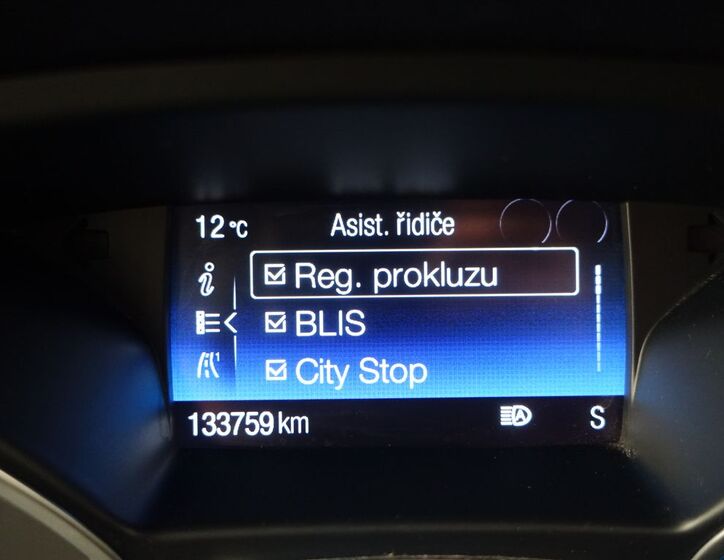 12°C Asist. řidiče
Reg. prokluzu
BLIS
City Stop
133759 km A S